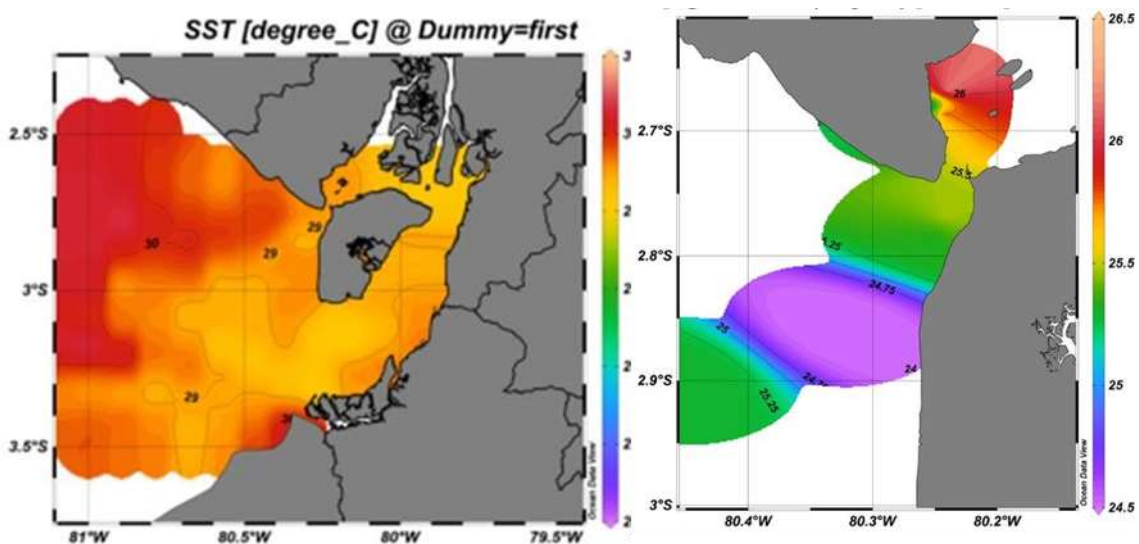 SST [degree_C] @ Dummy=first
2.5°S
3°S
3.5°S
81°W
80.5°W
80°W
79.5°W
30
29
29
29
3
3
3
3
2
2
2
2
2
Ocean Data View
2.7°S
2.8°S
2.9°S
3°S
80.4°W
80.3°W
80.2°W
26
25.5
24.75
25
25.25
24
26.5
26
25.5
25
24.5
Ocean Data View